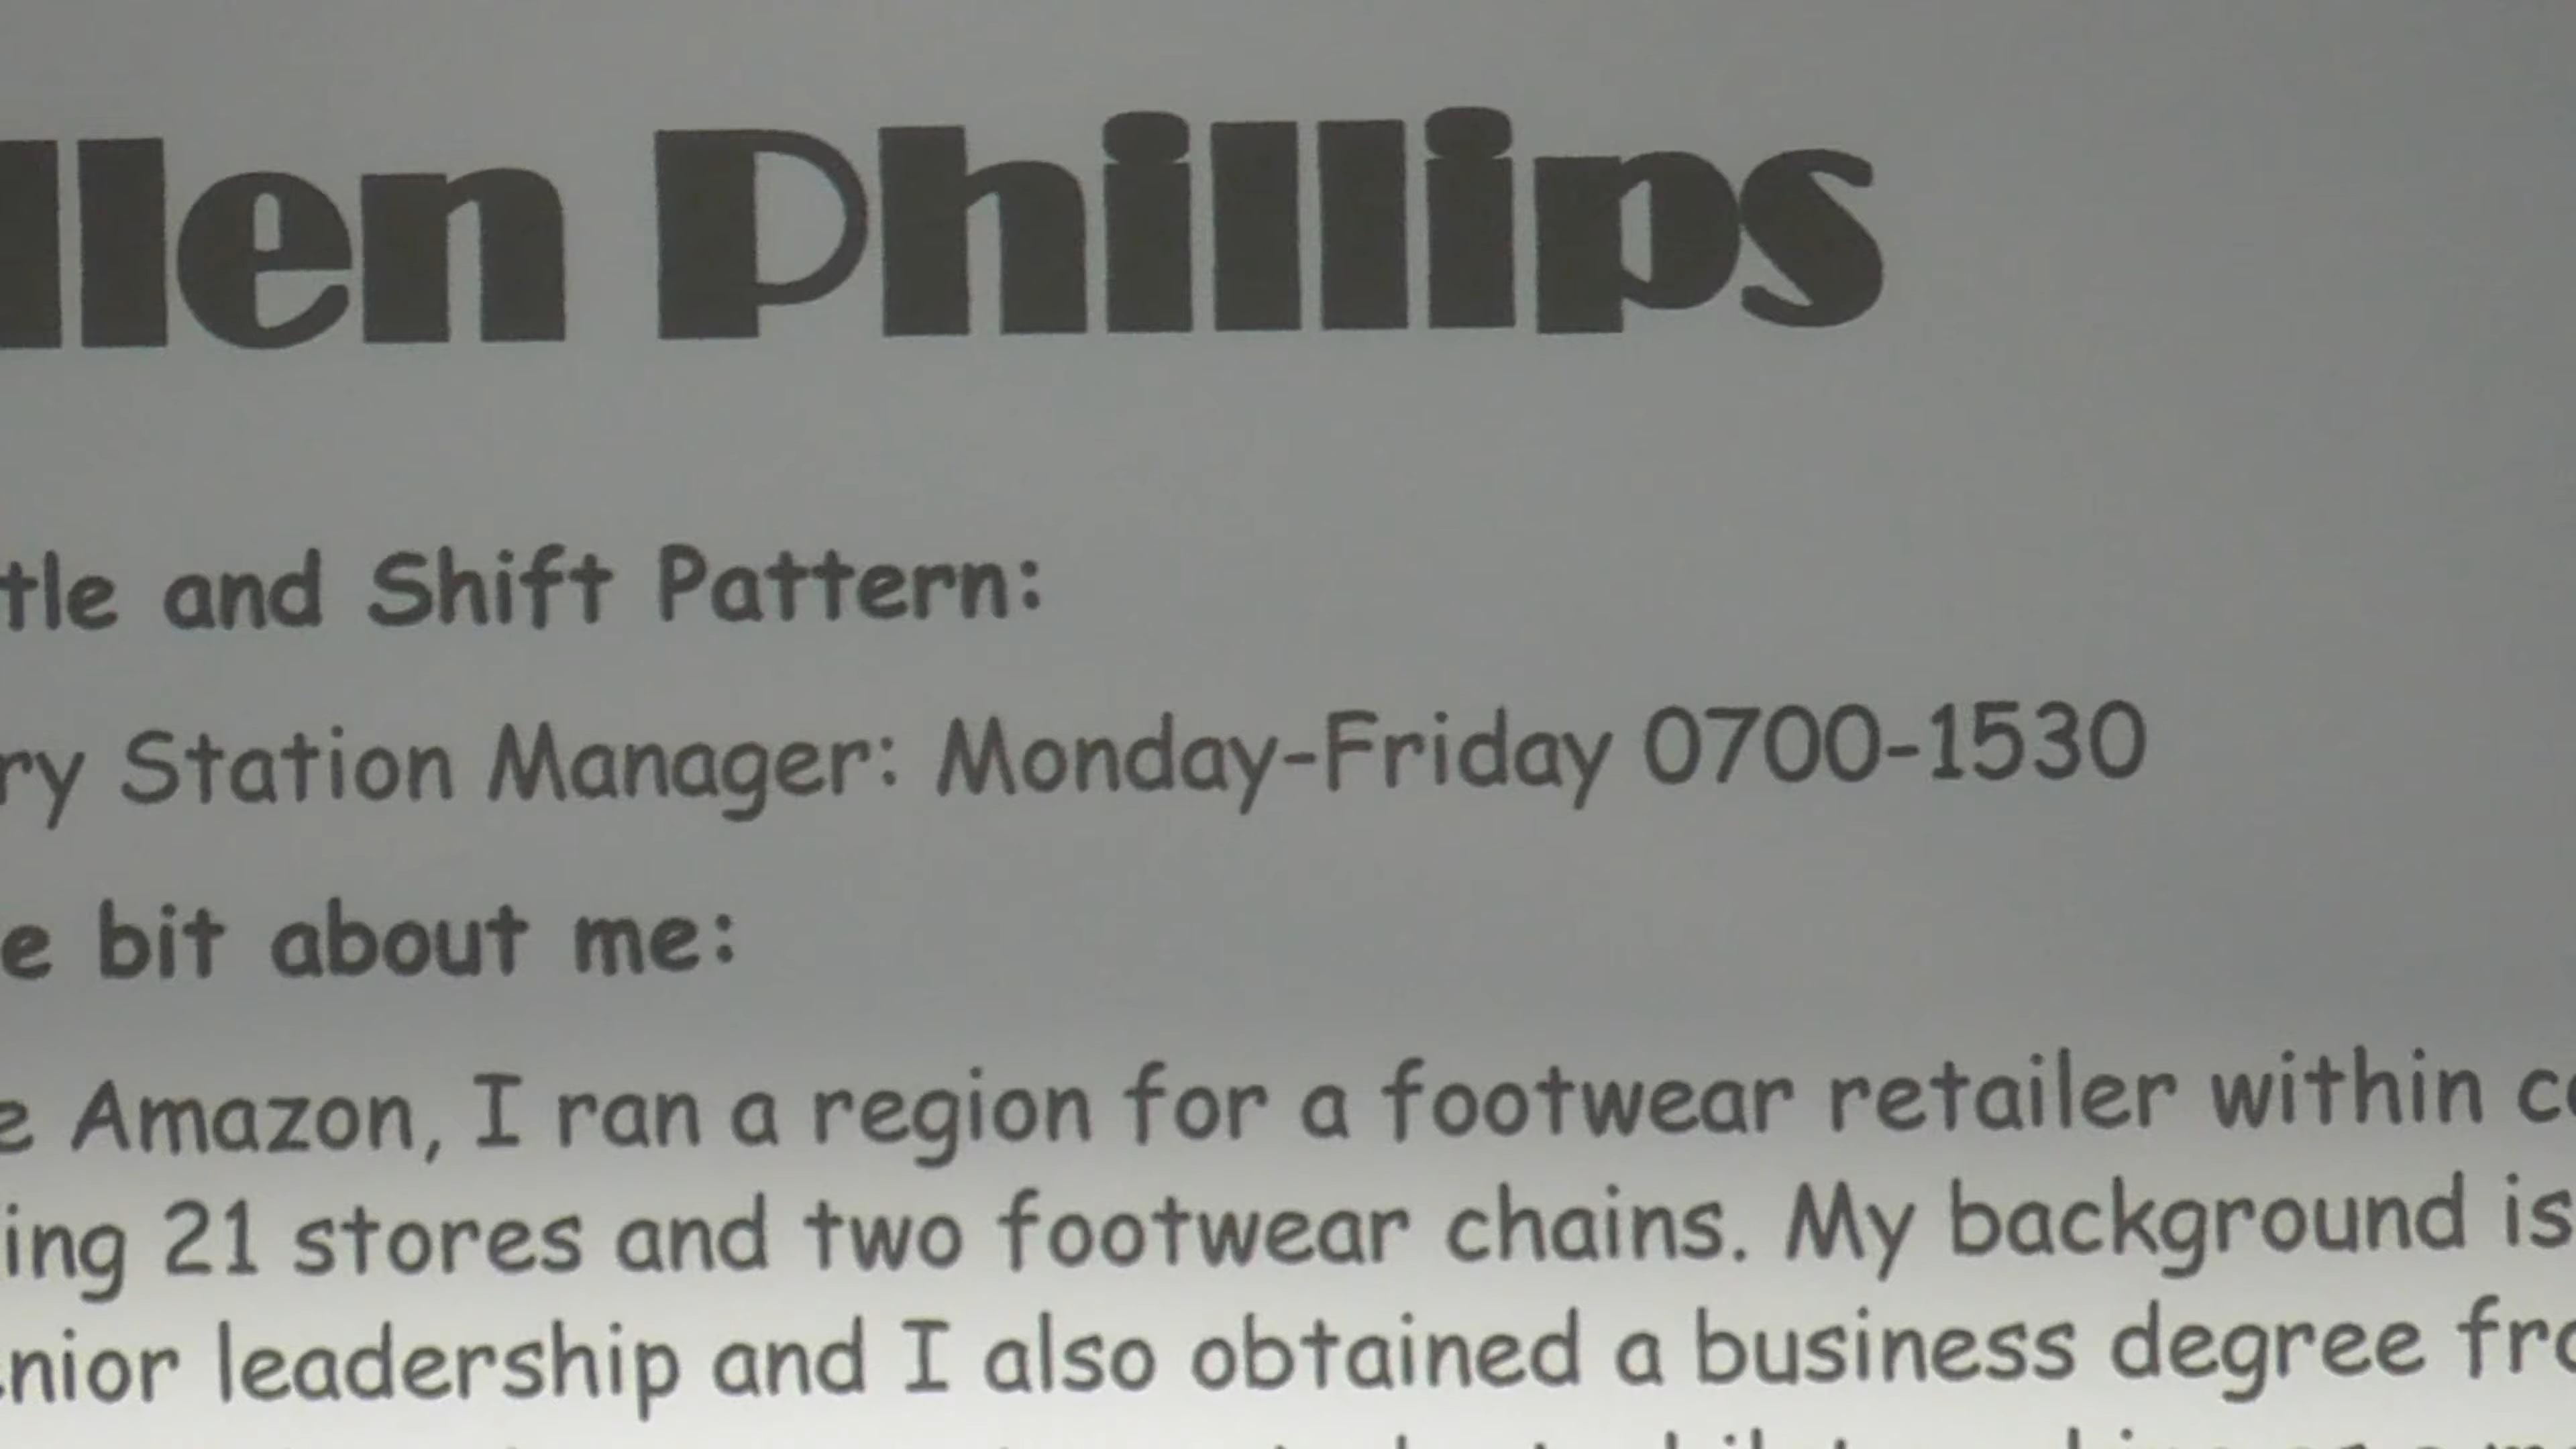 llen Phillips
tle and Shift Pattern:
ry Station Manager: Monday-Friday 0700-1530
e bit about me:
e Amazon, I ran a region for a footwear retailer within co
ing 21 stores and two footwear chains. My background is
nior leadership and I also obtained a business degree fro